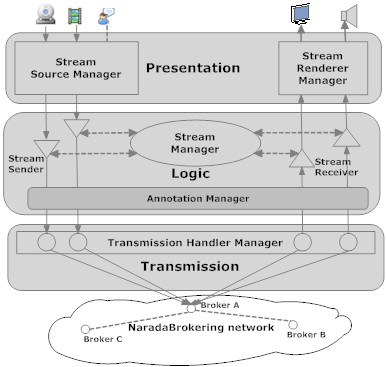 Stream
Source Manager
Presentation
Stream
Renderer
Manager
Stream
Sender
Stream
Manager
Stream
Receiver
Logic
Annotation Manager
Transmission Handler Manager
Transmission
Broker A
NaradaBrokering network
Broker C
Broker B